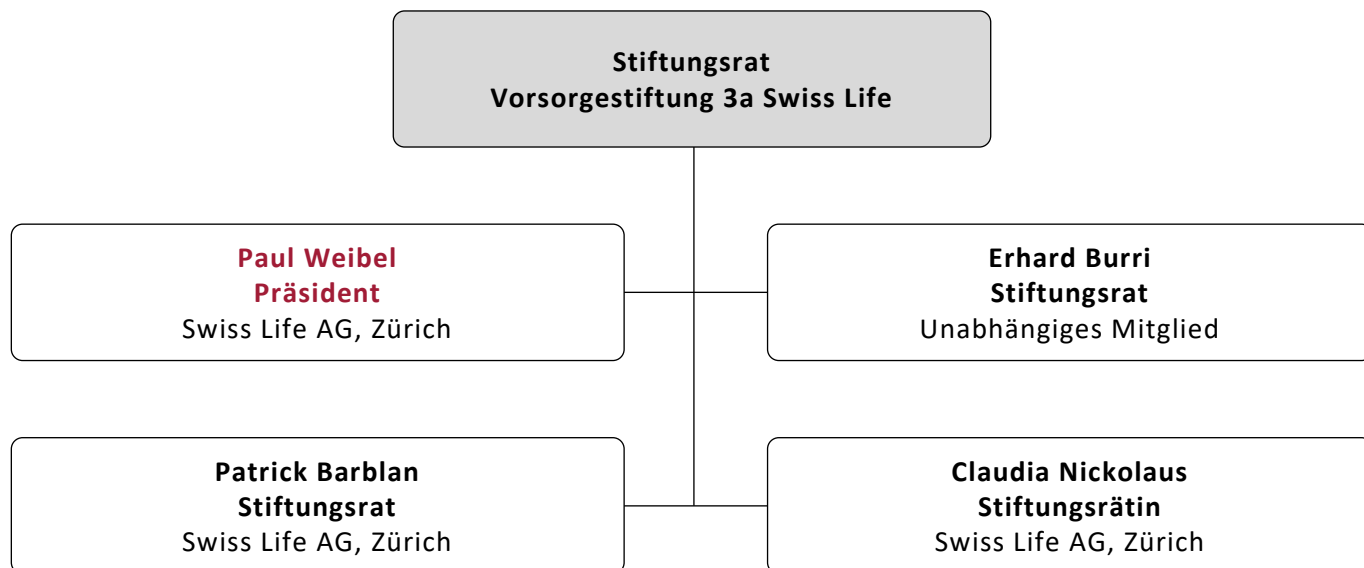 Stiftungsrat
Vorsorgestiftung 3a Swiss Life
Paul Weibel
Präsident
Swiss Life AG, Zürich
Erhard Burri
Stiftungsrat
Unabhängiges Mitglied
Patrick Barblan
Stiftungsrat
Swiss Life AG, Zürich
Claudia Nickolaus
Stiftungsrätin
Swiss Life AG, Zürich